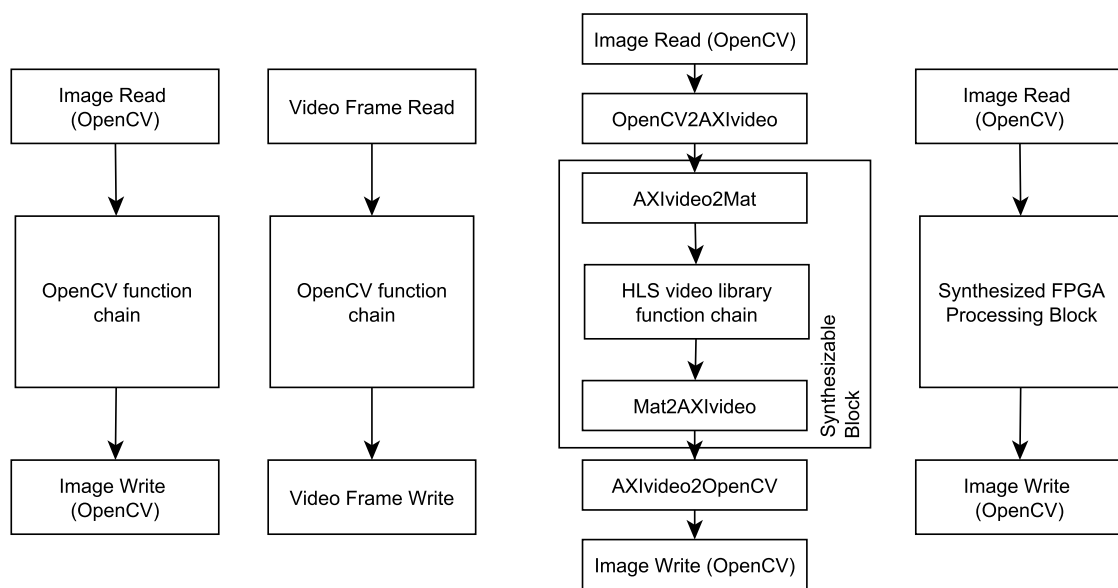 Image Read
(OpenCV)
OpenCV function
chain
Image Write
(OpenCV)
Video Frame Read
OpenCV function
chain
Video Frame Write
Image Read (OpenCV)
OpenCV2AXIvideo
AXIvideo2Mat
HLS video library
function chain
Mat2AXIvideo
Synthesizable
Block
AXIvideo2OpenCV
Image Write (OpenCV)
Image Read
(OpenCV)
Synthesized FPGA
Processing Block
Image Write
(OpenCV)